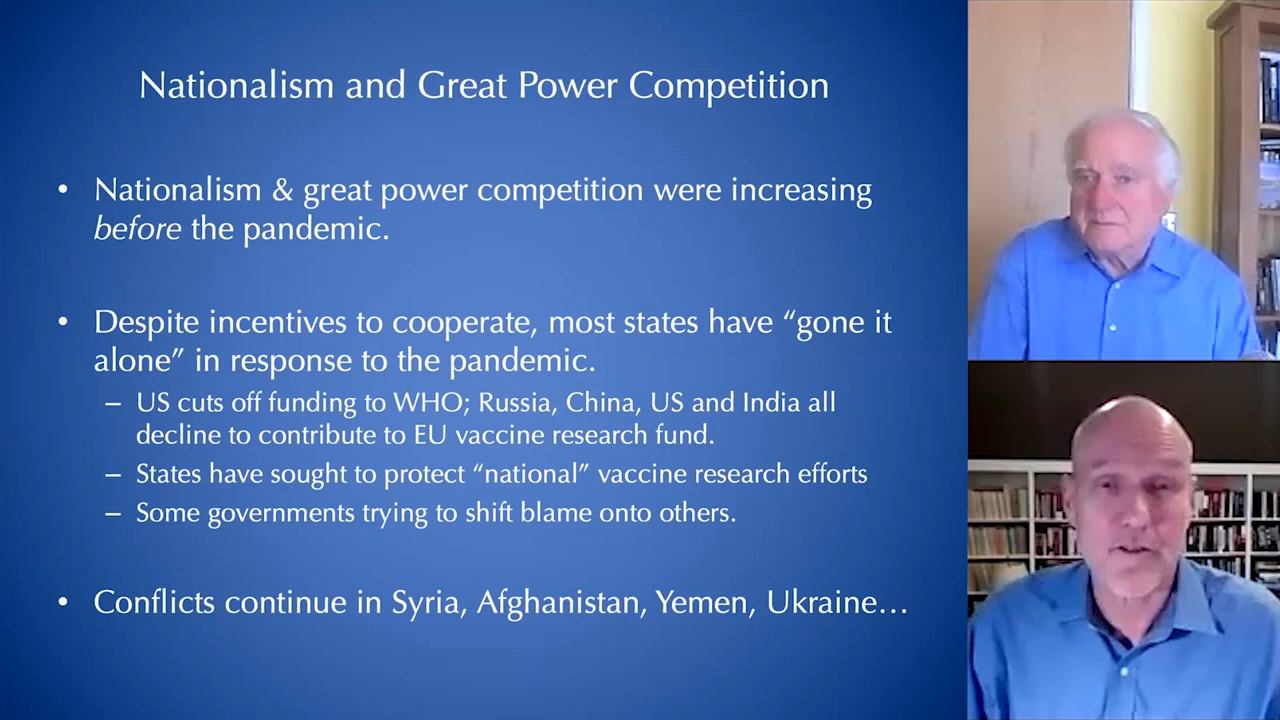 Nationalism and Great Power Competition
• Nationalism & great power competition were increasing
before the pandemic.
• Despite incentives to cooperate, most states have “gone it
alone” in response to the pandemic.
– US cuts off funding to WHO; Russia, China, US and India all
decline to contribute to EU vaccine research fund.
– States have sought to protect “national” vaccine research efforts
– Some governments trying to shift blame onto others.
• Conflicts continue in Syria, Afghanistan, Yemen, Ukraine…